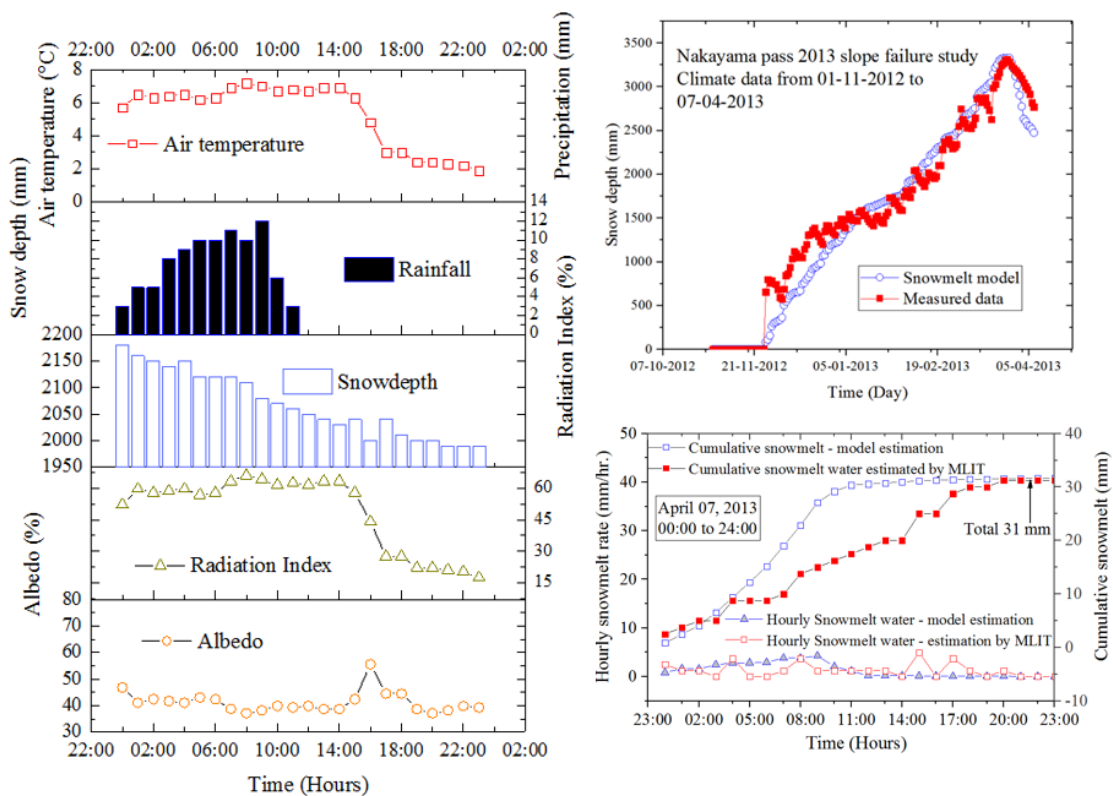 22:00 02:00 06:00 10:00 14:00 18:00 22:00 02:00
Air temperature (°C)
8
6
4
2
0
Air temperature
Precipitation (mm)
14
12
10
8
6
4
2
0
Rainfall
Snow depth (mm)
2200
2150
2100
2050
2000
1950
Snowdepth
Radiation Index (%)
60
45
30
15
Radiation Index
Albedo (%)
80
70
60
50
40
30
Albedo
22:00 02:00 06:00 10:00 14:00 18:00 22:00 02:00
Time (Hours)
Nakayama pass 2013 slope failure study
Climate data from 01-11-2012 to
07-04-2013
Snow depth (mm)
3500
3000
2500
2000
1500
1000
500
0
Snowmelt model
Measured data
07-10-2012 21-11-2012 05-01-2013 19-02-2013 05-04-2013
Time (Day)
Hourly snowmelt rate (mm/hr.)
50
40
30
20
10
0
Cumulative snowmelt - model estimation
Cumulative snowmelt water estimated by MLIT
April 07, 2013
00:00 to 24:00
Total 31 mm
Hourly Snowmelt water - model estimation
Hourly Snowmelt water - estimation by MLIT
40
30
20
10
0
-10
Cumulative snowmelt (mm)
23:00 02:00 05:00 08:00 11:00 14:00 17:00 20:00 23:00
Time (Hours)